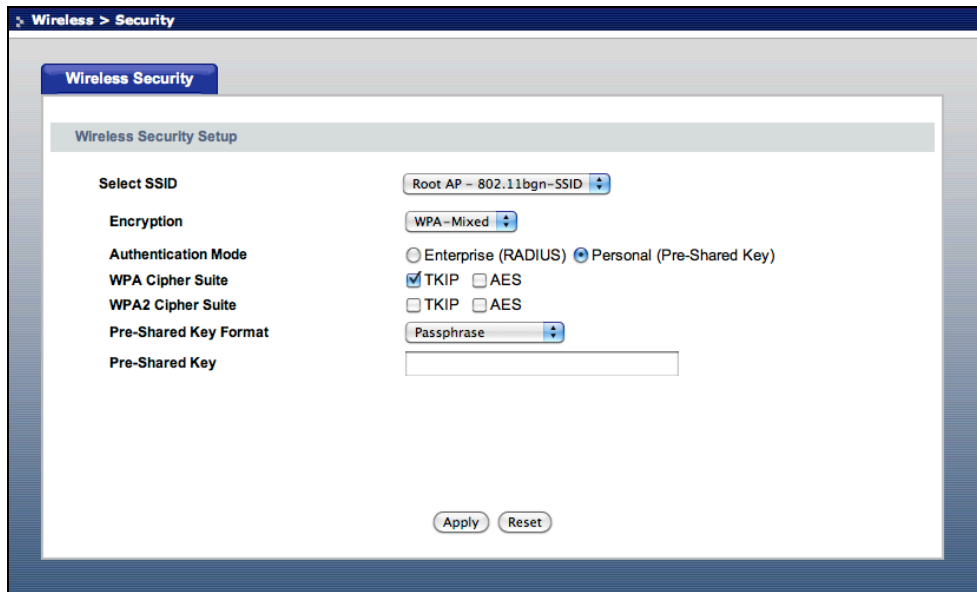 Wireless > Security
Wireless Security
Wireless Security Setup
Select SSID Root AP – 802.11bgn-SSID
Encryption WPA-Mixed
Authentication Mode Enterprise (RADIUS) Personal (Pre-Shared Key)
WPA Cipher Suite TKIP AES
WPA2 Cipher Suite TKIP AES
Pre-Shared Key Format Passphrase
Pre-Shared Key
Apply Reset